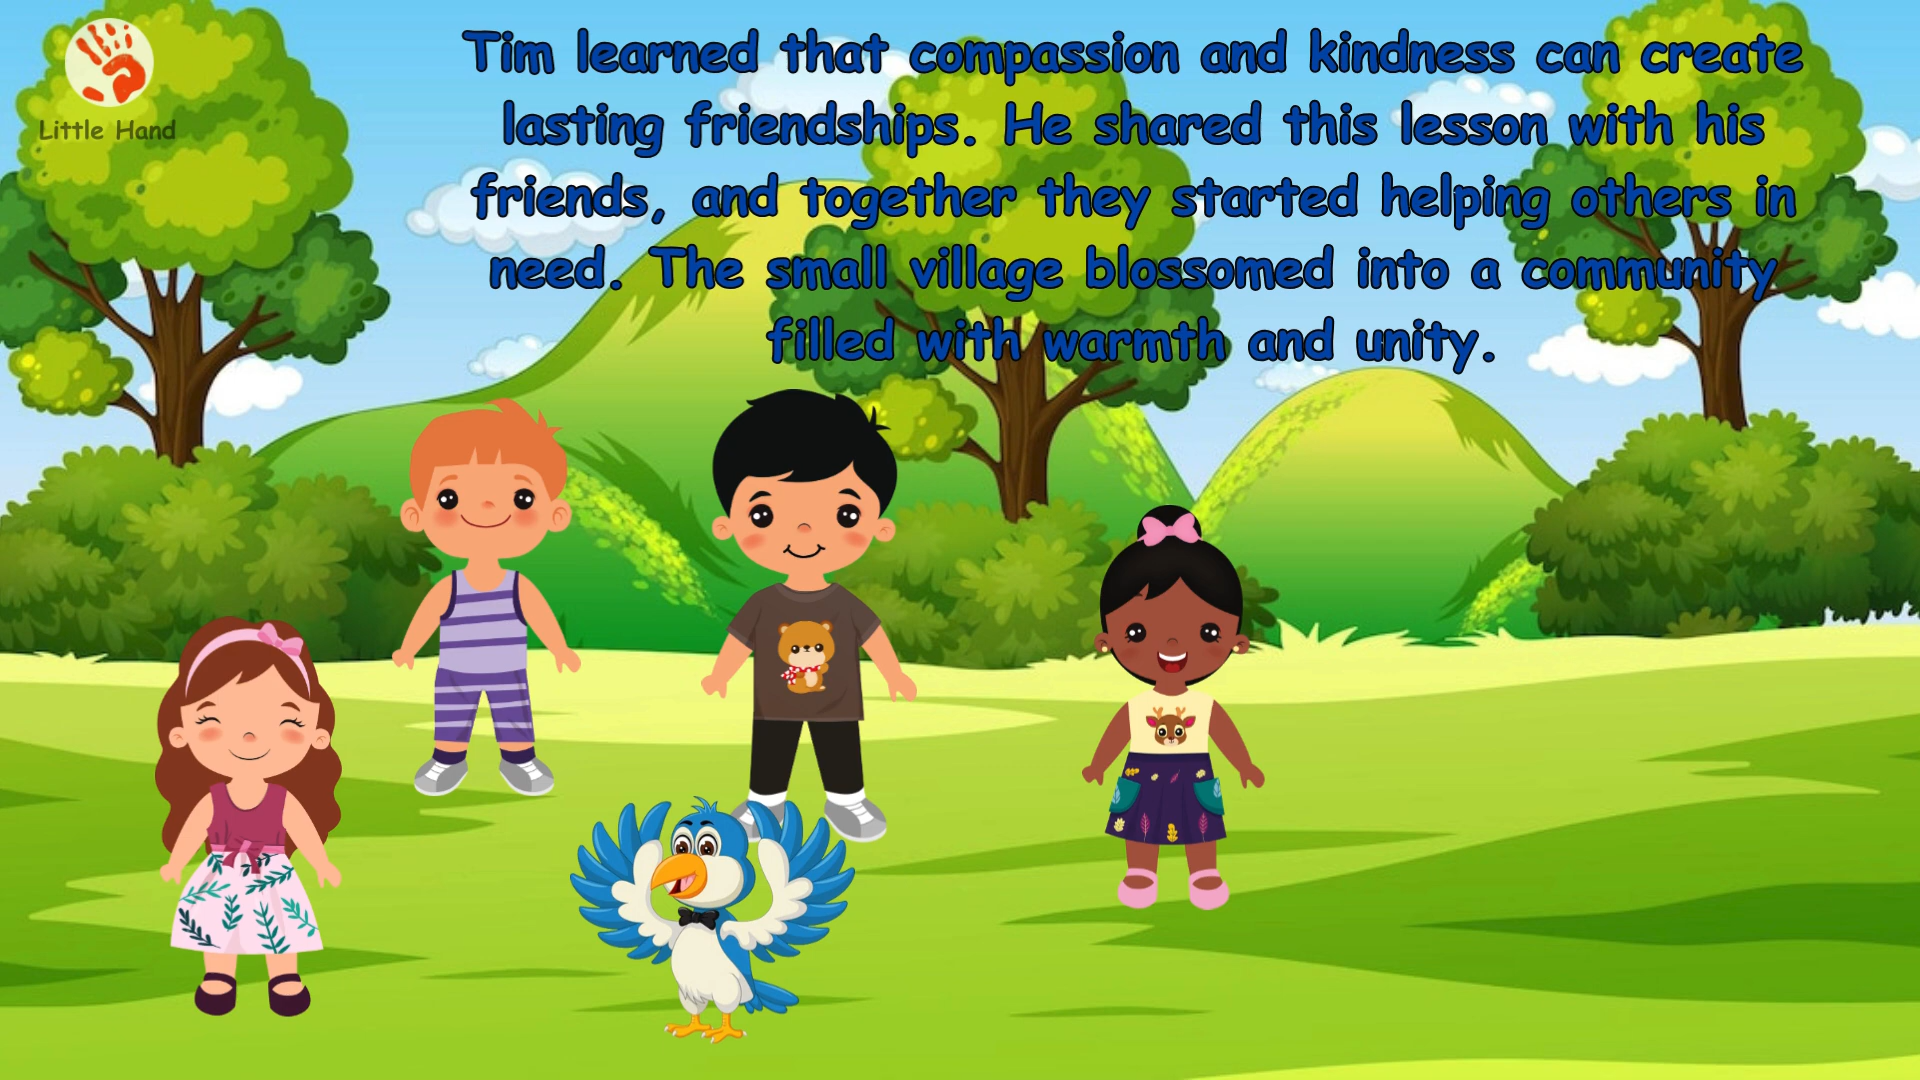 Little Hand
Tim learned that compassion and kindness can create
lasting friendships. He shared this lesson with his
friends, and together they started helping others in
need. The small village blossomed into a community
filled with warmth and unity.